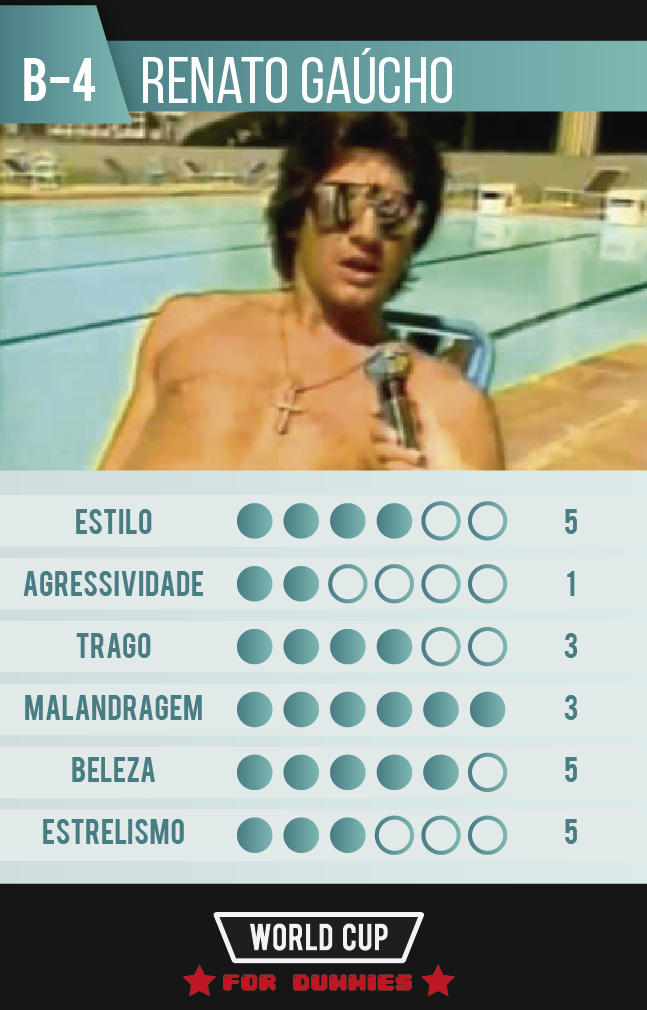 B-4 RENATO GAÚCHO
ESTILO 5
AGRESSIVIDADE 1
TRAGO 3
MALANDRAGEM 3
BELEZA 5
ESTRELISMO 5
WORLD CUP
FOR DUMMIES